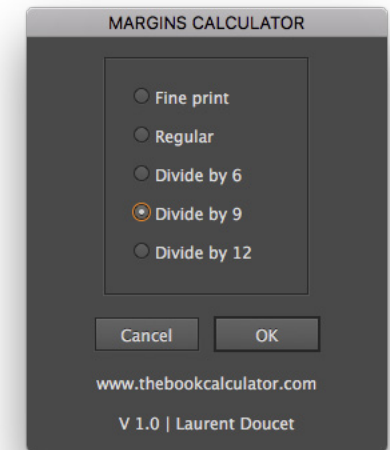 MARGINS CALCULATOR
Fine print
Regular
Divide by 6
Divide by 9
Divide by 12
Cancel
OK
www.thebookcalculator.com
V 1.0 | Laurent Doucet